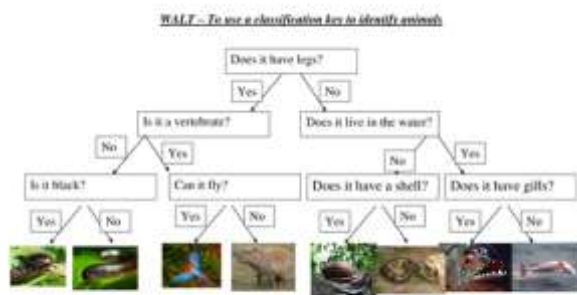 WALT – To use a classification key to identify animals
Does it have legs?
Yes No
Is it a vertebrate? Does it live in the water?
No Yes No Yes
Is it black? Can it fly? Does it have a shell? Does it have gills?
Yes No Yes No Yes No Yes No